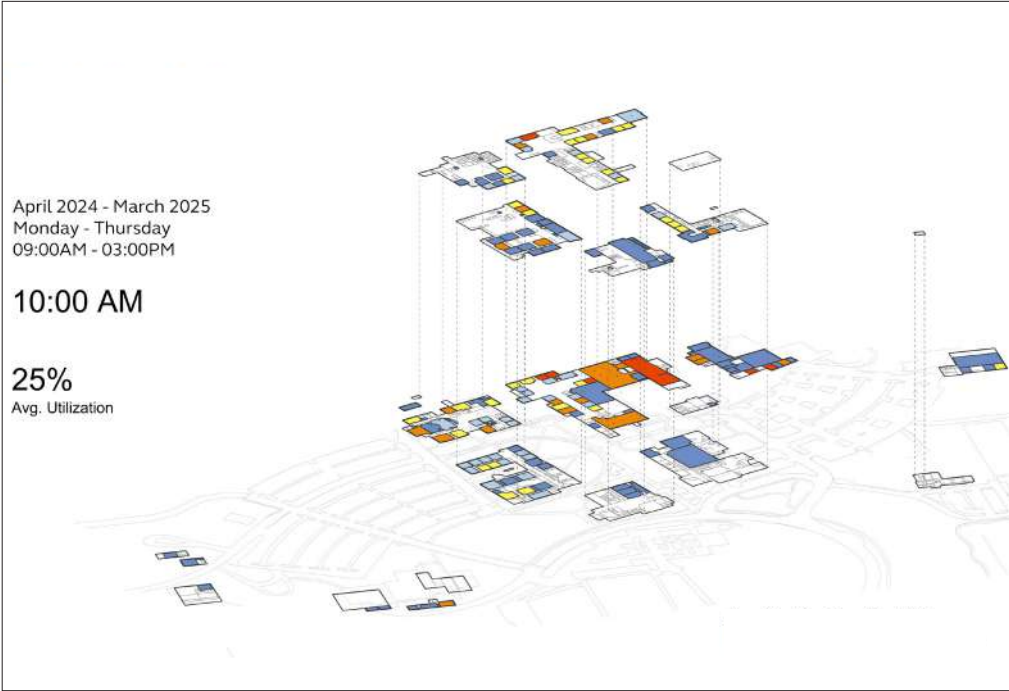 April 2024 - March 2025
Monday - Thursday
09:00AM - 03:00PM
10:00 AM
25%
Avg. Utilization